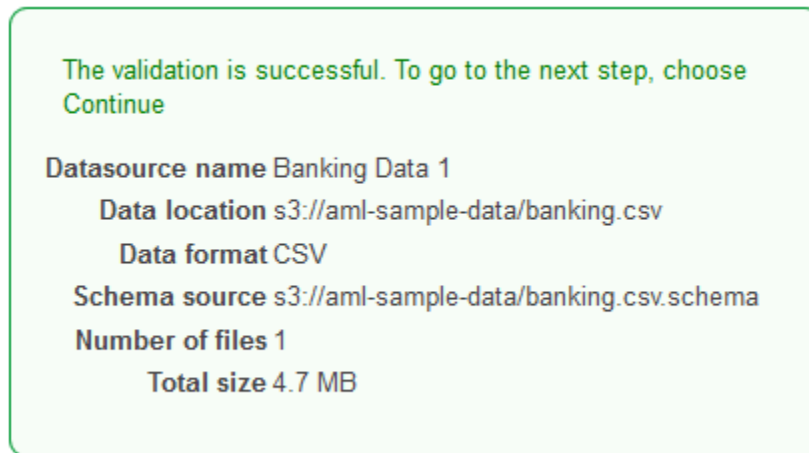 The validation is successful. To go to the next step, choose
Continue
Datasource name Banking Data 1
Data location s3://aml-sample-data/banking.csv
Data format CSV
Schema source s3://aml-sample-data/banking.csv.schema
Number of files 1
Total size 4.7 MB